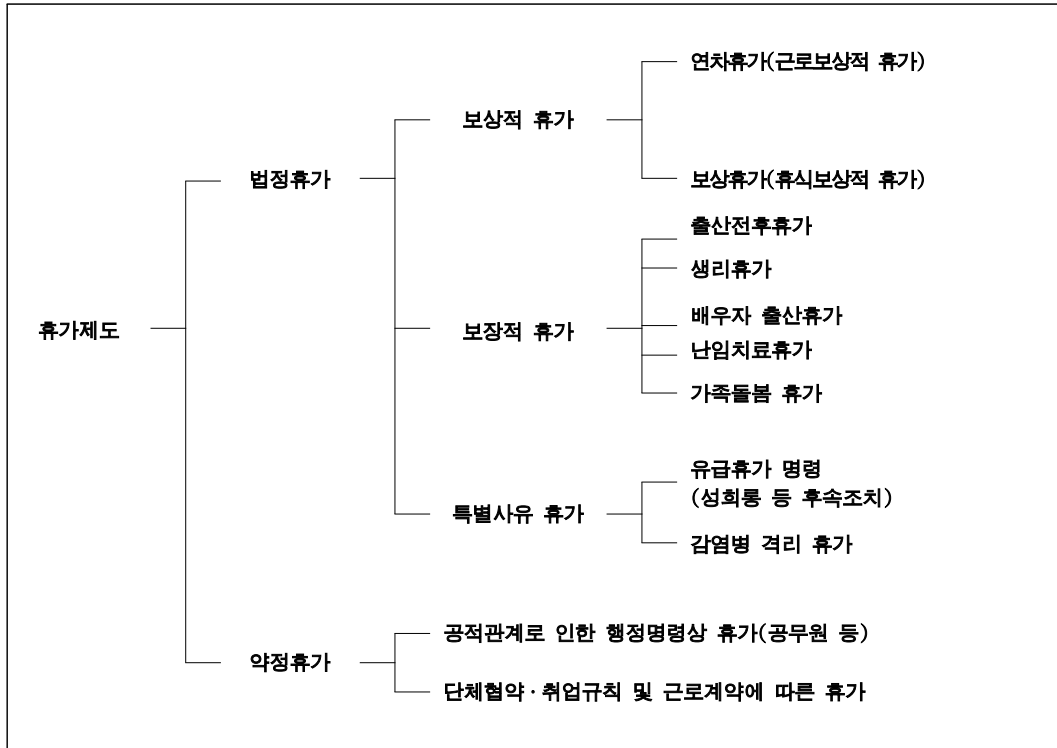 연차휴가(근로보상적 휴가)
보상적 휴가
법정휴가
보상휴가(휴식보상적 휴가)
출산전후휴가
생리휴가
배우자 출산휴가
휴가제도
보장적 휴가
난임치료휴가
가족돌봄 휴가
유급휴가 명령
(성희롱 등 후속조치)
특별사유 휴가
감염병 격리 휴가
공적관계로 인한 행정명령상 휴가(공무원 등)
약정휴가
단체협약·취업규칙 및 근로계약에 따른 휴가